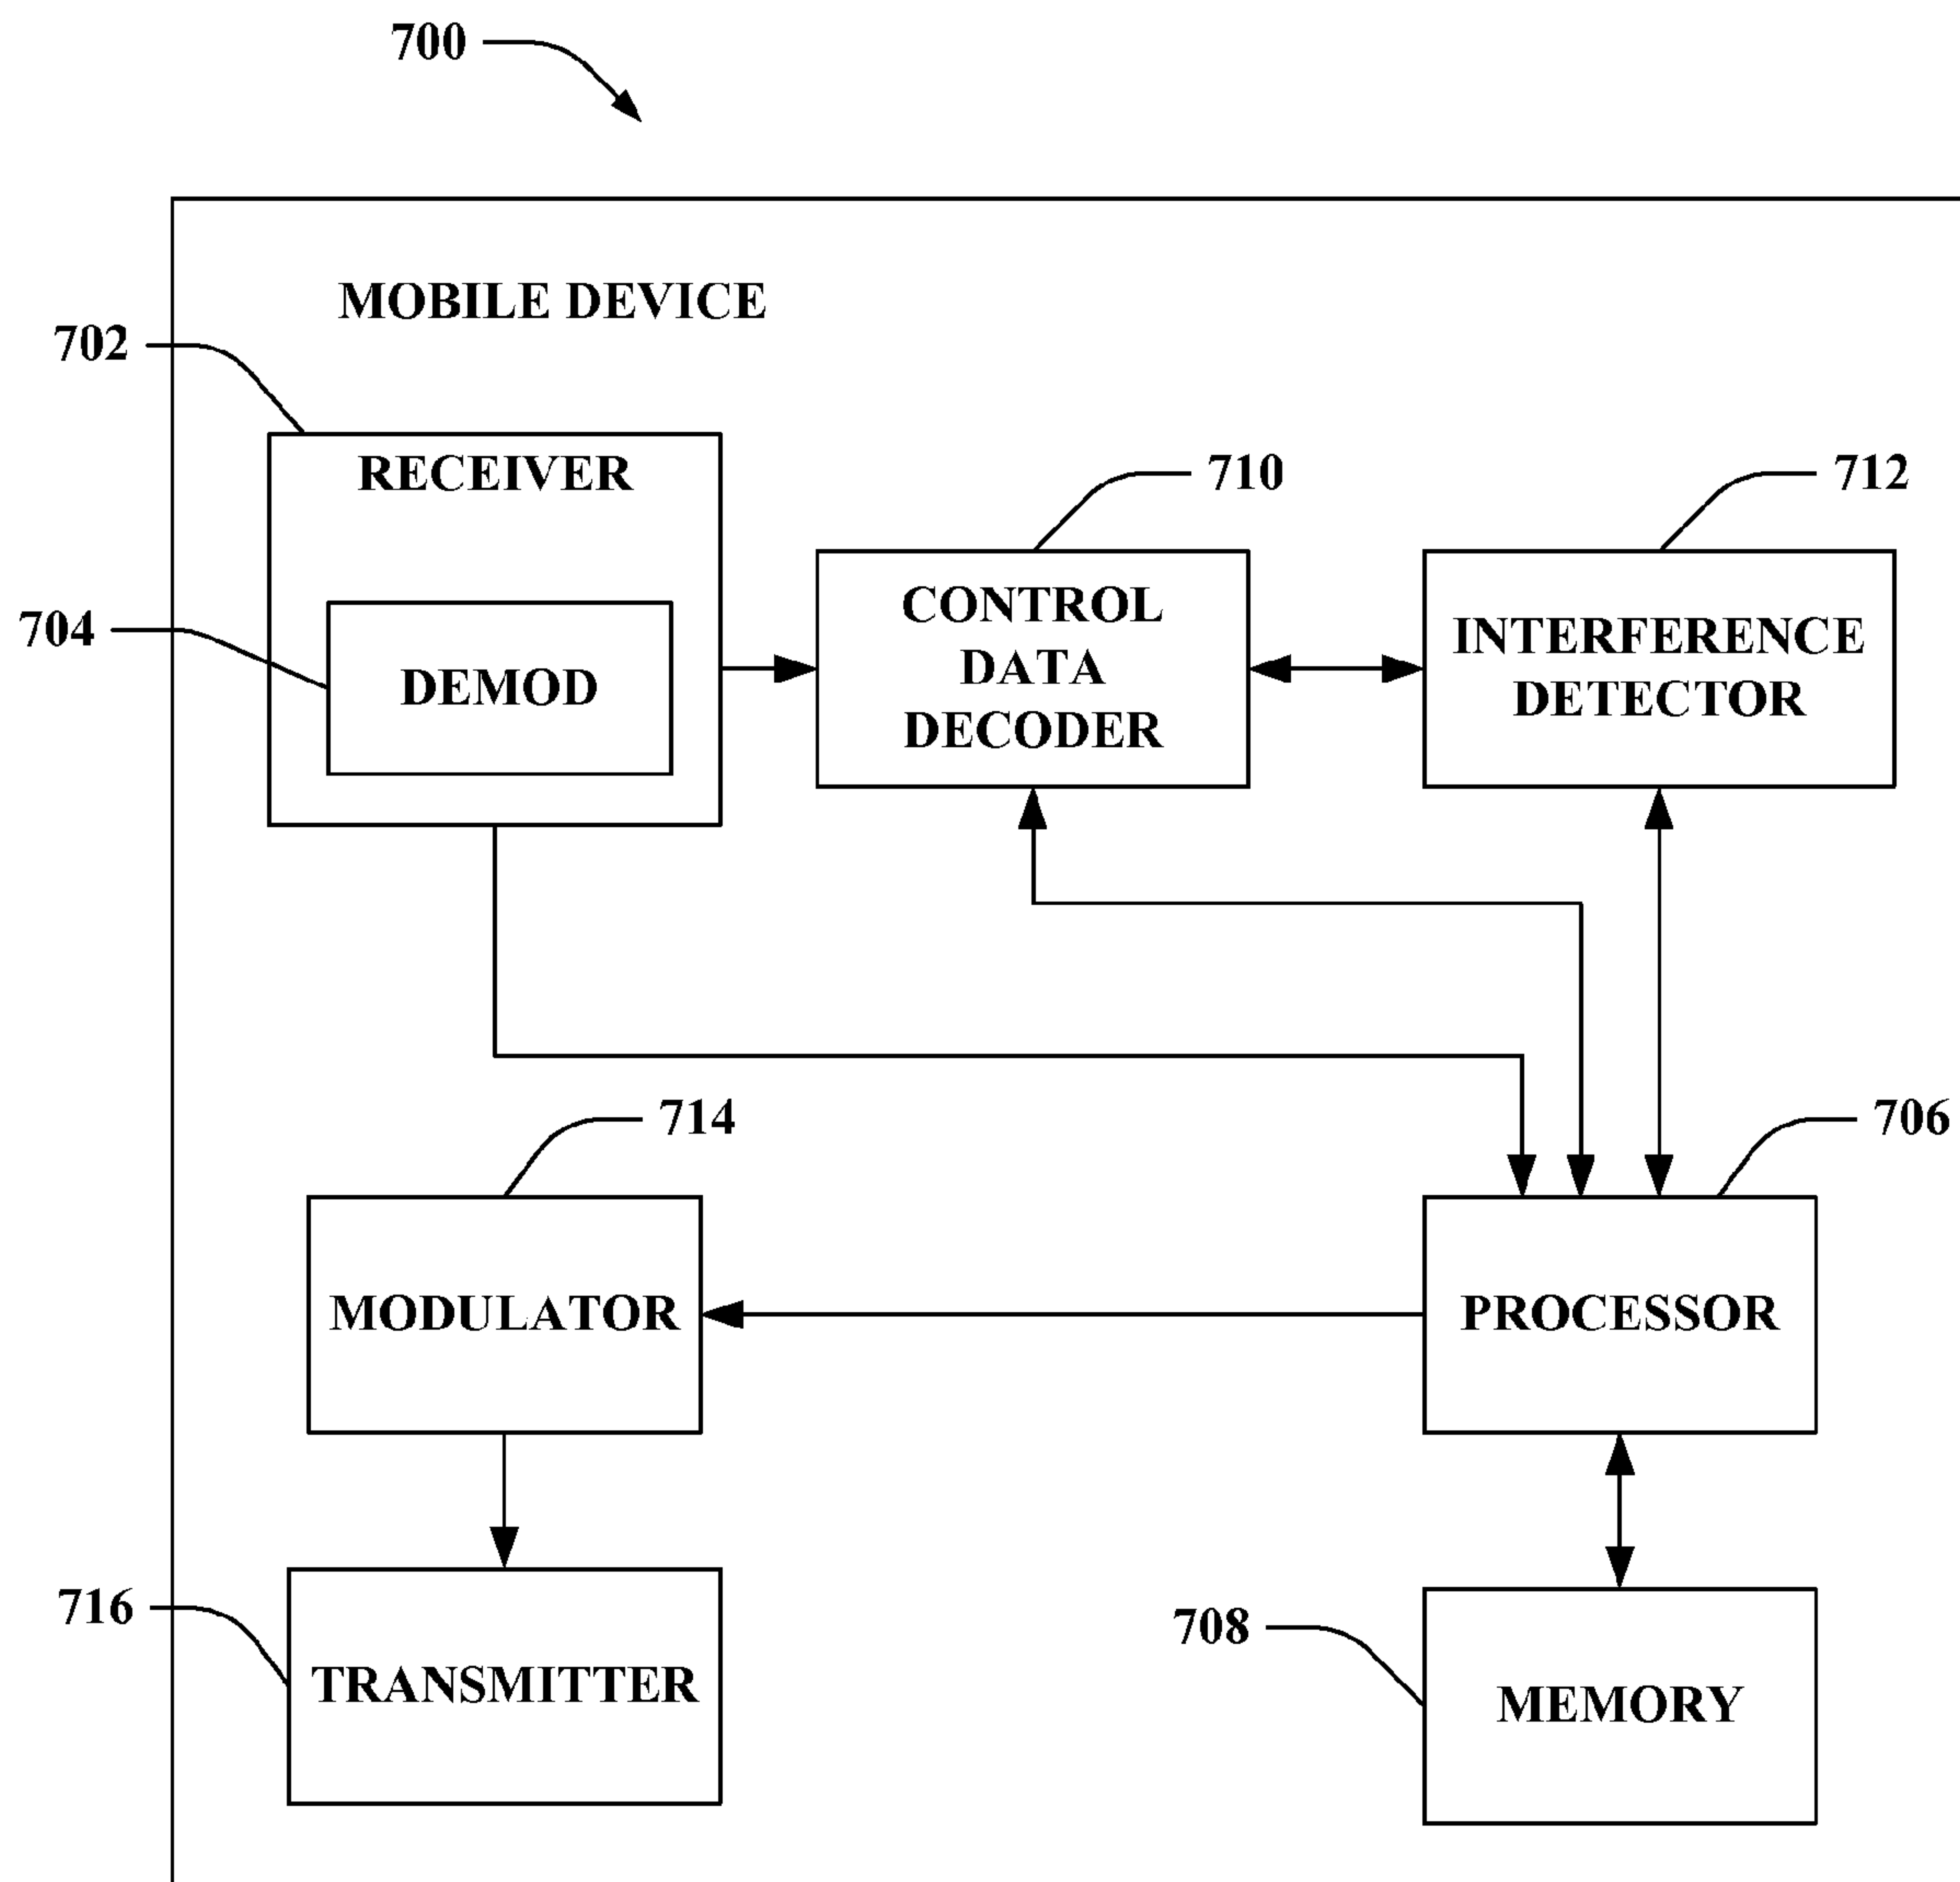 700
MOBILE DEVICE
702
RECEIVER
710
712
704
DEMOD
CONTROL
DATA
DECODER
INTERFERENCE
DETECTOR
714
706
MODULATOR
PROCESSOR
716
TRANSMITTER
708
MEMORY